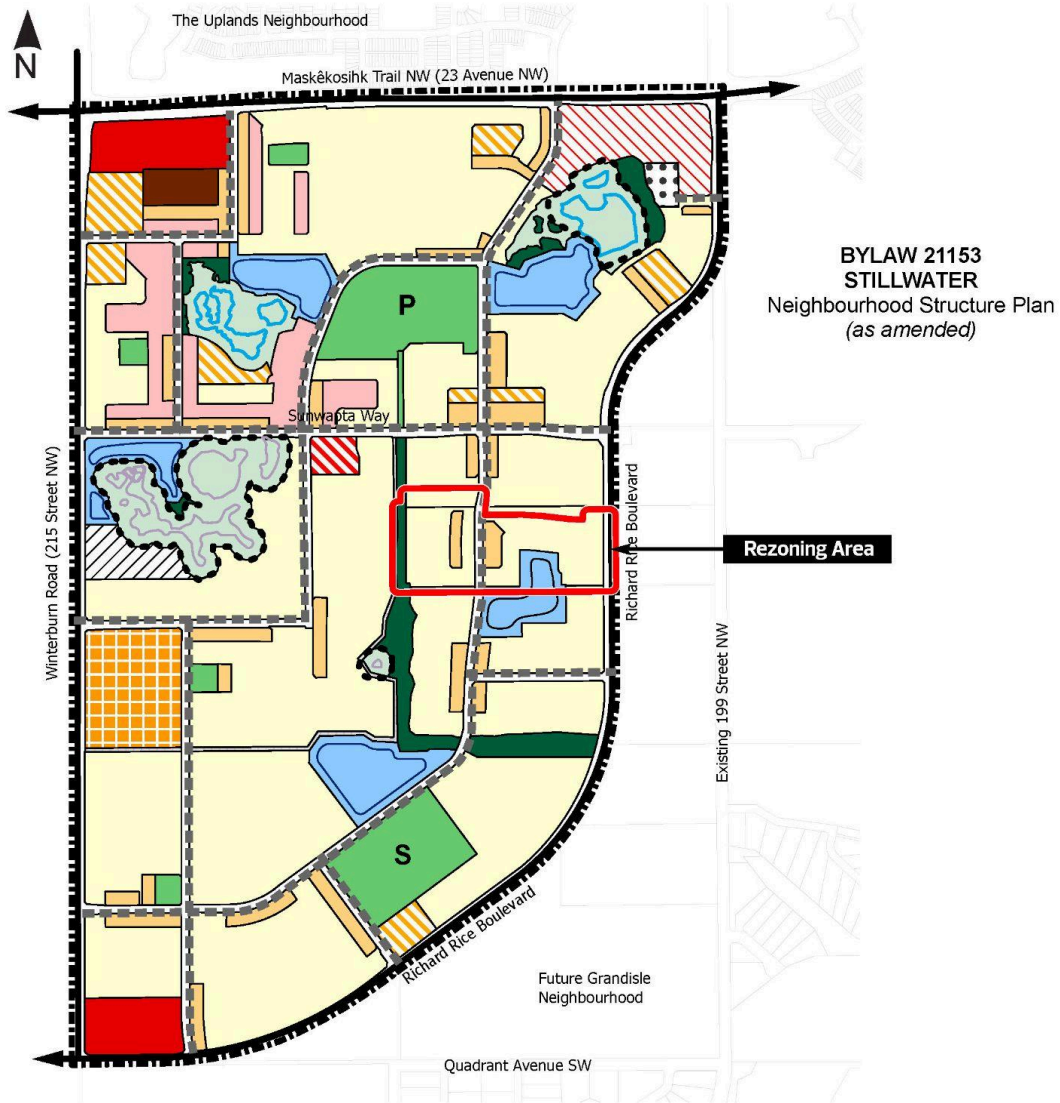 The Uplands Neighbourhood
N
Maskêkosihk Trail NW (23 Avenue NW)
BYLAW 21153
STILLWATER
Neighbourhood Structure Plan
(as amended)
P
Sunwapta Way
Winterburn Road (215 Street NW)
Richard Rice Boulevard
Rezoning Area
Existing 199 Street NW
S
Richard Rice Boulevard
Future Grandisle
Neighbourhood
Quadrant Avenue SW